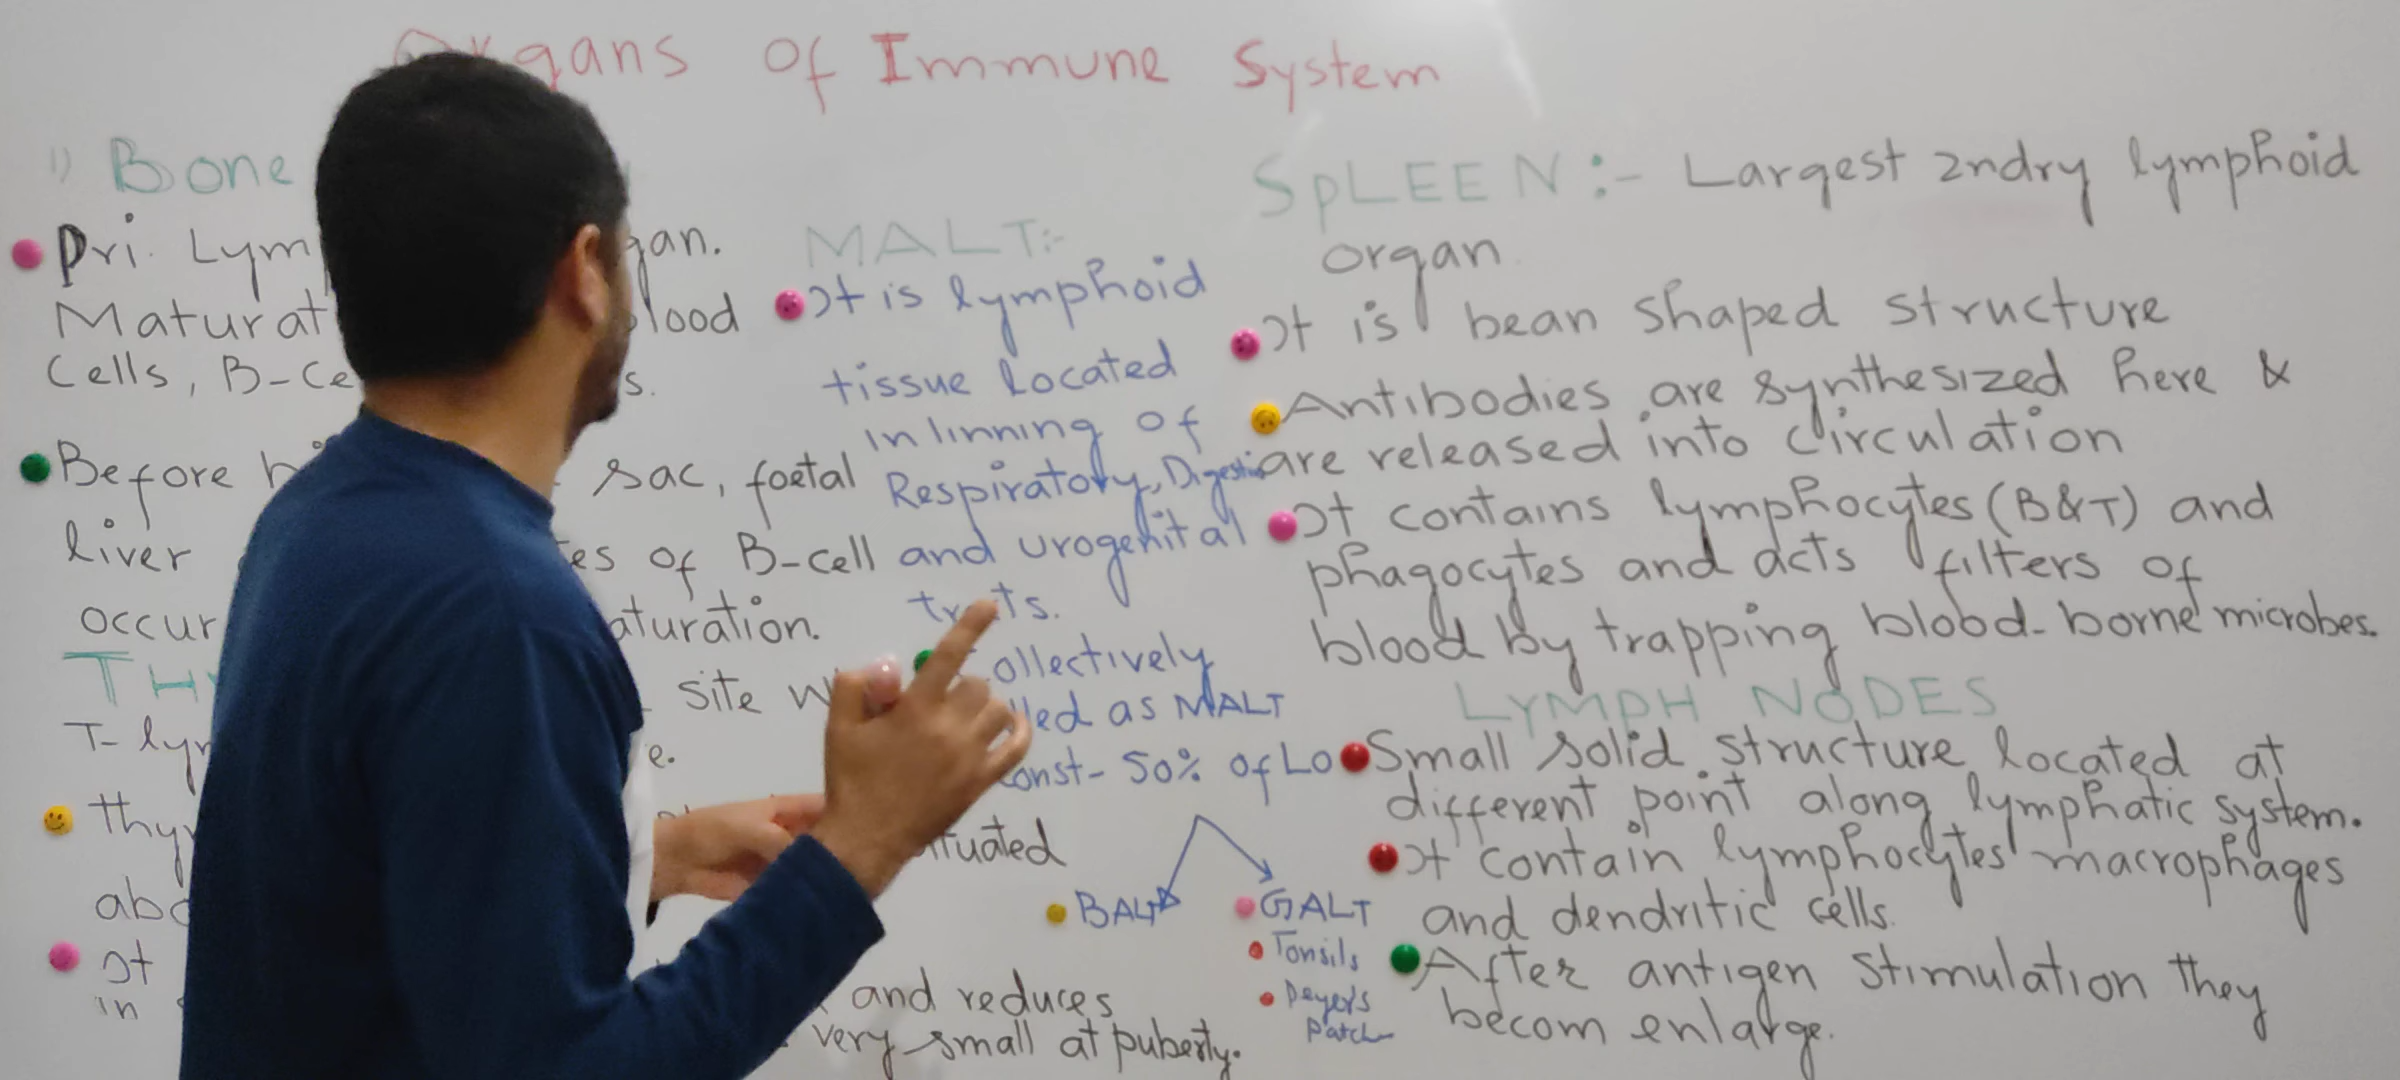 Organs of Immune System
1) Bone
Pri. Lym gan.
Maturat lood
Cells, B-Ce s.
Before sac, foetal
liver es of B-cell
occur aturation.
TH site w
T-lym e.
thy
abo ituated
It
in and reduces
very small at puberty.
MALT:-
It is lymphoid
tissue located
in linning of
Respiratory, Digestive
and urogenital
tracts.
Collectively
lled as MALT
Const- 50% of Lo
BALT GALT
Tonsils
Peyer's
Patch
SpLEEN:- Largest 2ndry lymphoid
organ
It is bean shaped structure
Antibodies are synthesized here &
are released into circulation
It contains lymphocytes (B&T) and
phagocytes and acts filters of
blood by trapping blood-borne microbes.
LYMPH NODES
Small solid structure located at
different point along lymphatic system.
It contain lymphocytes macrophages
and dendritic cells.
After antigen stimulation they
becom enlarge.